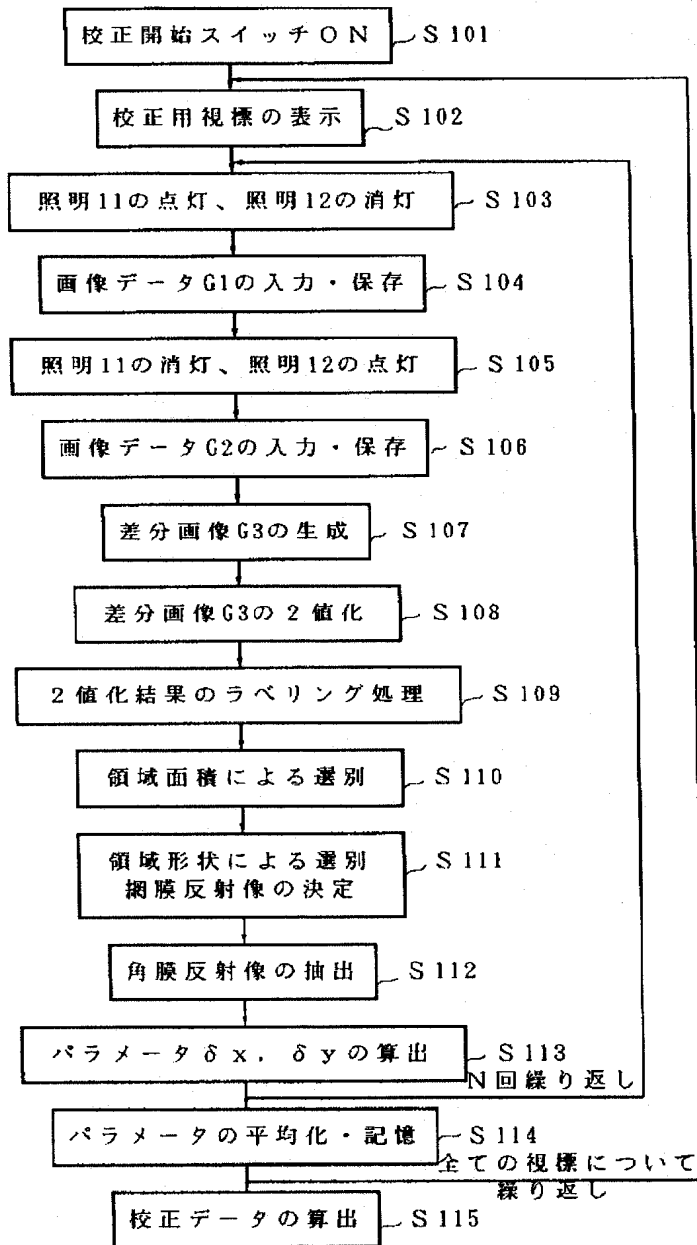 校正開始スイッチON
S101
校正用視標の表示
S102
照明11の点灯、照明12の消灯
S103
画像データG1の入力・保存
S104
照明11の消灯、照明12の点灯
S105
画像データG2の入力・保存
S106
差分画像G3の生成
S107
差分画像G3の2値化
S108
2値化結果のラベリング処理
S109
領域面積による選別
S110
領域形状による選別
網膜反射像の決定
S111
角膜反射像の抽出
S112
パラメータδx,δyの算出
S113
N回繰り返し
パラメータの平均化・記憶
S114
全ての視標について
繰り返し
校正データの算出
S115